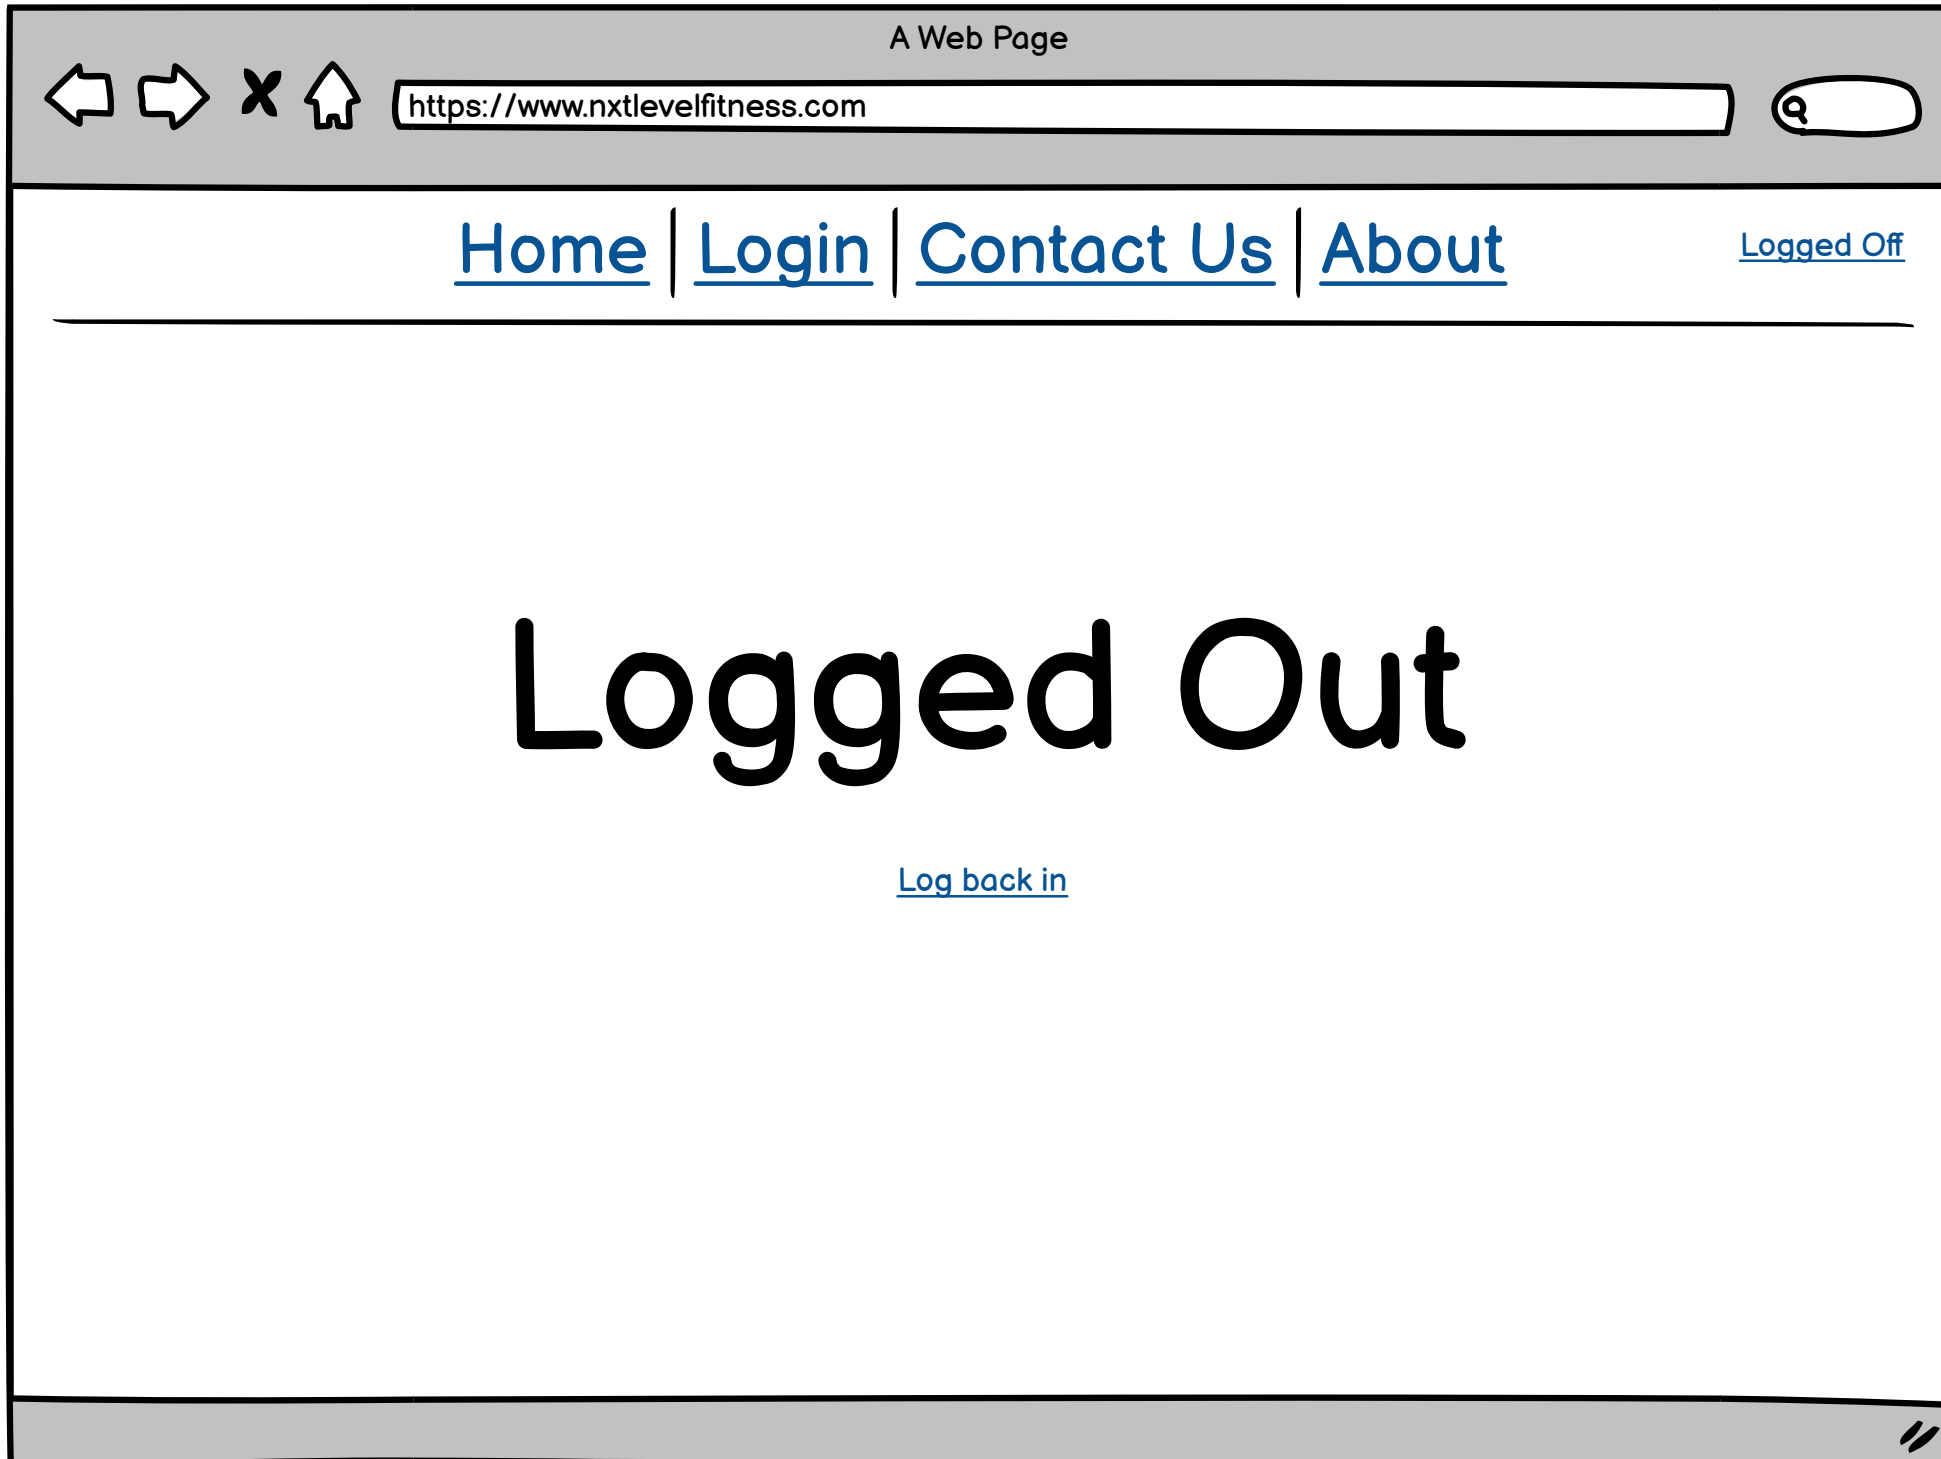 A Web Page
https://www.nxtlevelfitness.com
Home Login Contact Us About Logged Off
Logged Out
Log back in